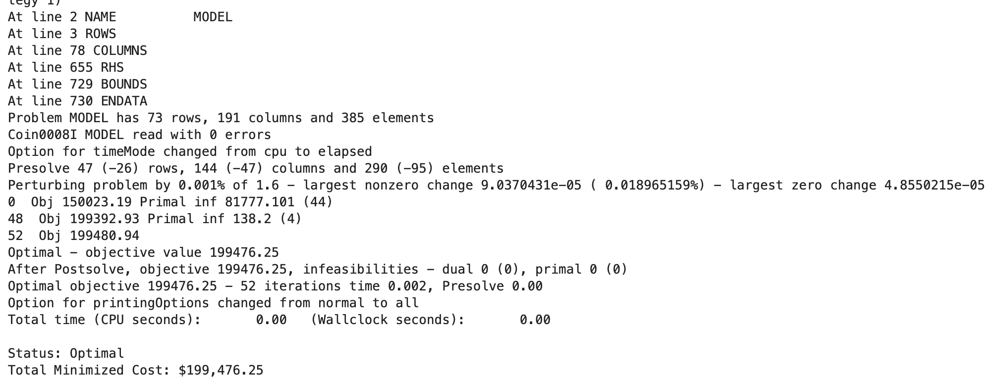 legy 1)
At line 2 NAME          MODEL
At line 3 ROWS
At line 78 COLUMNS
At line 655 RHS
At line 729 BOUNDS
At line 730 ENDATA
Problem MODEL has 73 rows, 191 columns and 385 elements
Coin0008I MODEL read with 0 errors
Option for timeMode changed from cpu to elapsed
Presolve 47 (-26) rows, 144 (-47) columns and 290 (-95) elements
Perturbing problem by 0.001% of 1.6 - largest nonzero change 9.0370431e-05 ( 0.018965159%) - largest zero change 4.8550215e-05
0  Obj 150023.19 Primal inf 81777.101 (44)
48  Obj 199392.93 Primal inf 138.2 (4)
52  Obj 199480.94
Optimal - objective value 199476.25
After Postsolve, objective 199476.25, infeasibilities - dual 0 (0), primal 0 (0)
Optimal objective 199476.25 - 52 iterations time 0.002, Presolve 0.00
Option for printingOptions changed from normal to all
Total time (CPU seconds):       0.00   (Wallclock seconds):       0.00

Status: Optimal
Total Minimized Cost: $199,476.25